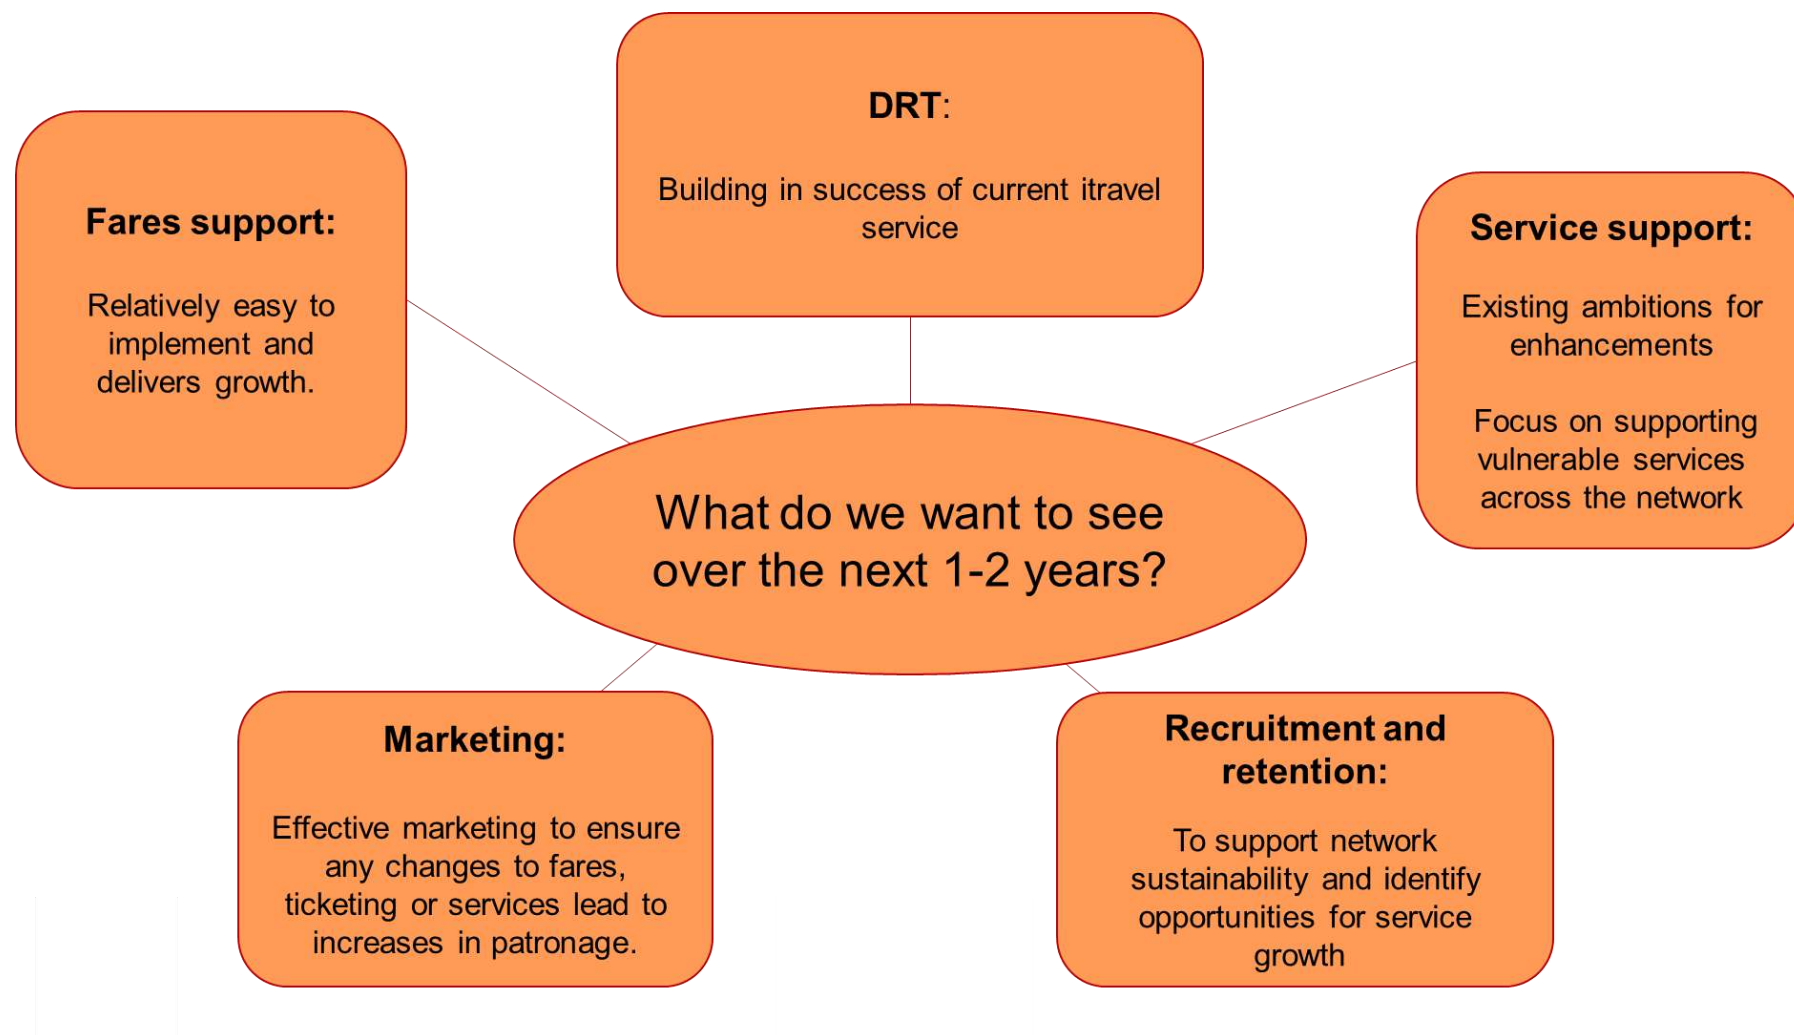 DRT:
Building in success of current itravel
service
Fares support:
Relatively easy to
implement and
delivers growth.
Service support:
Existing ambitions for
enhancements
Focus on supporting
vulnerable services
across the network
What do we want to see
over the next 1-2 years?
Marketing:
Effective marketing to ensure
any changes to fares,
ticketing or services lead to
increases in patronage.
Recruitment and
retention:
To support network
sustainability and identify
opportunities for service
growth